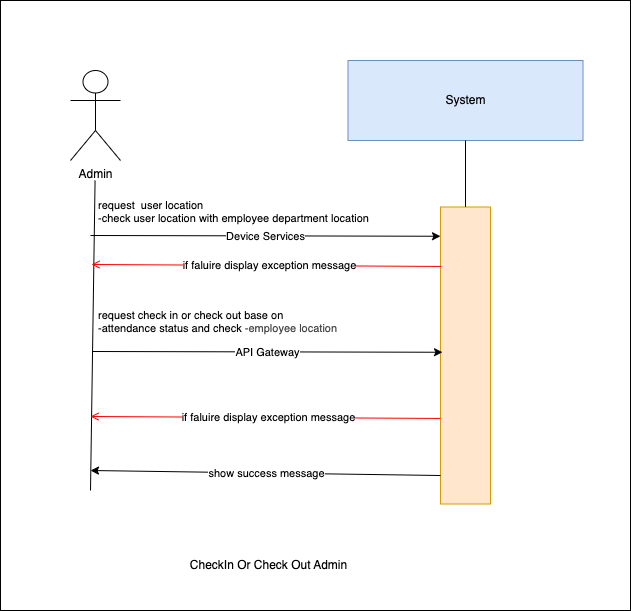 System
Admin
request  user location
-check user location with employee department location
Device Services
if faluire display exception message
request check in or check out base on
-attendance status and check -employee location
API Gateway
if faluire display exception message
show success message
CheckIn Or Check Out Admin